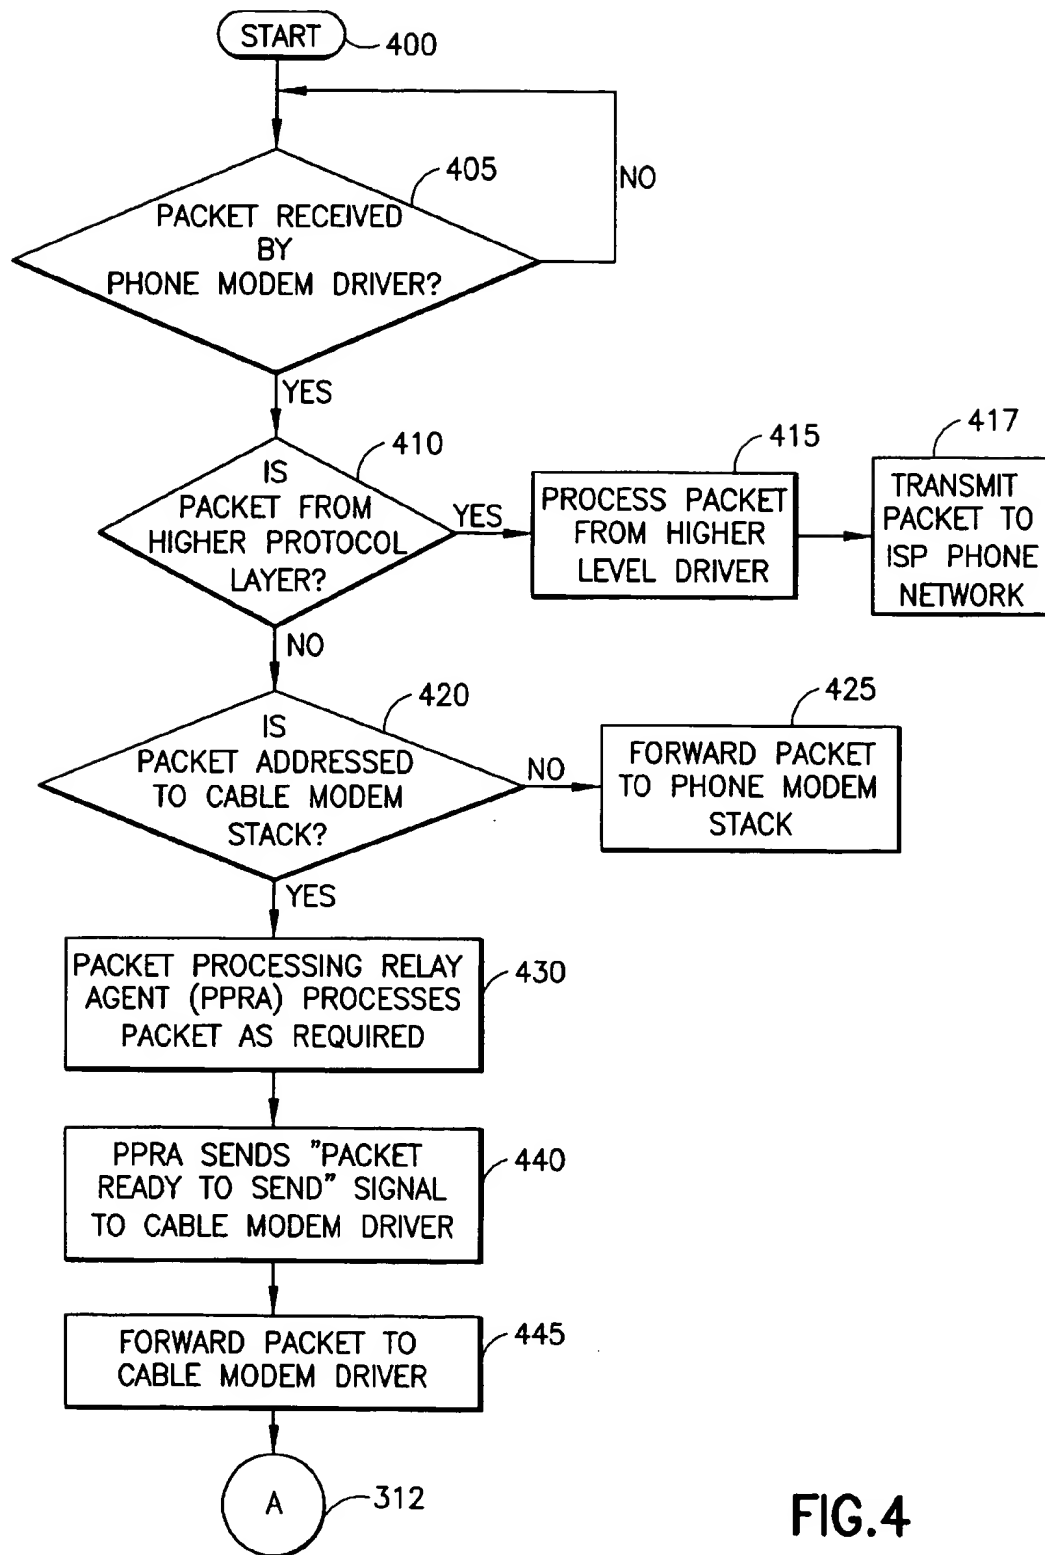 START
400
405
NO
PACKET RECEIVED
BY
PHONE MODEM DRIVER?
YES
410
IS
PACKET FROM
HIGHER PROTOCOL
LAYER?
YES
415
PROCESS PACKET
FROM HIGHER
LEVEL DRIVER
417
TRANSMIT
PACKET TO
ISP PHONE
NETWORK
NO
420
IS
PACKET ADDRESSED
TO CABLE MODEM
STACK?
NO
425
FORWARD PACKET
TO PHONE MODEM
STACK
YES
PACKET PROCESSING RELAY
AGENT (PPRA) PROCESSES
PACKET AS REQUIRED
430
PPRA SENDS "PACKET
READY TO SEND" SIGNAL
TO CABLE MODEM DRIVER
440
FORWARD PACKET TO
CABLE MODEM DRIVER
445
A
312
FIG.4